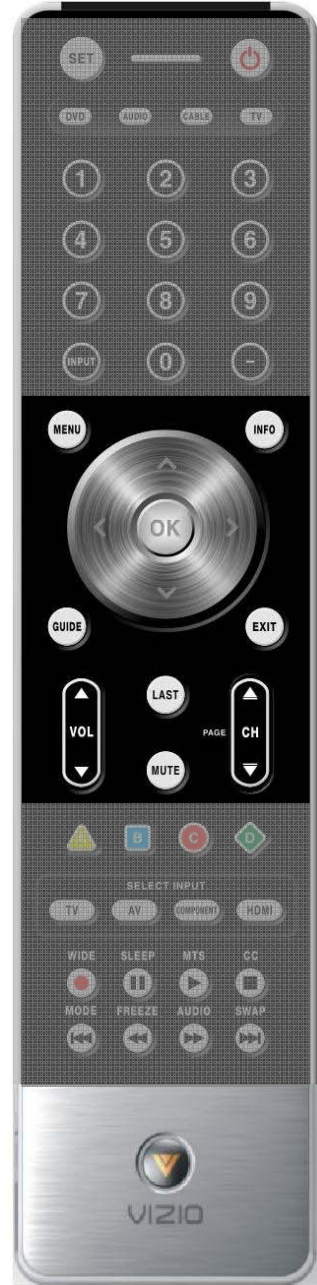 SET
DVD AUDIO CABLE TV
1 2 3
4 5 6
7 8 9
INPUT 0 -
MENU INFO
OK
GUIDE EXIT
LAST
VOL PAGE CH
MUTE
B C D
SELECT INPUT
TV AV COMPONENT HDMI
WIDE SLEEP MTS CC
MODE FREEZE AUDIO SWAP
VIZIO